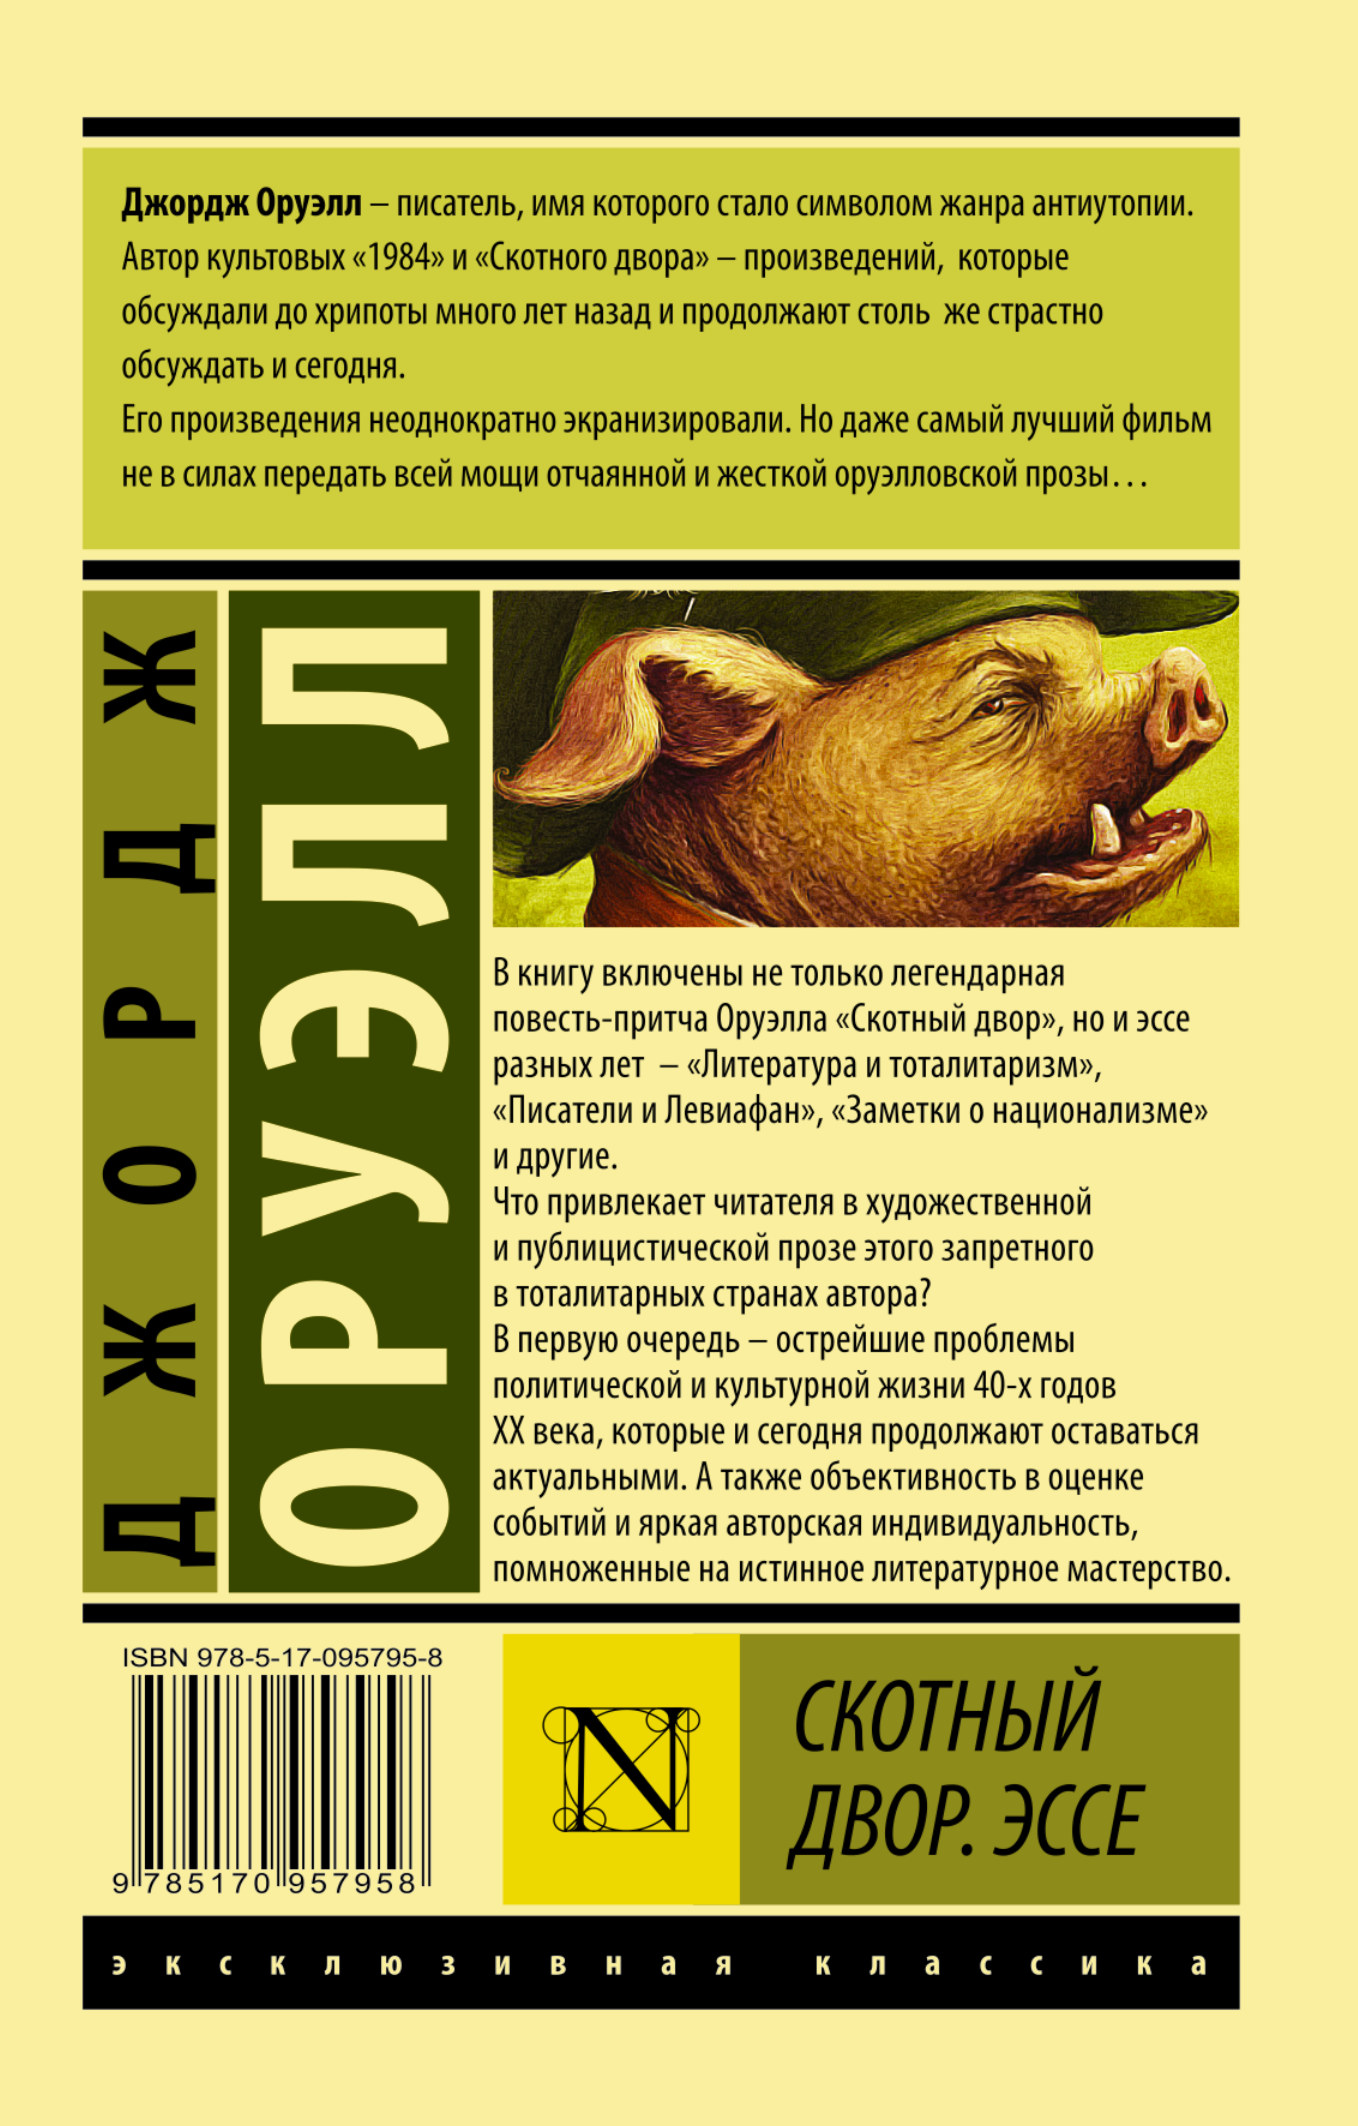 Джордж Оруэлл – писатель, имя которого стало символом жанра антиутопии.
Автор культовых «1984» и «Скотного двора» – произведений, которые
обсуждали до хрипоты много лет назад и продолжают столь же страстно
обсуждать и сегодня.
Его произведения неоднократно экранизировали. Но даже самый лучший фильм
не в силах передать всей мощи отчаянной и жесткой оруэлловской прозы…
ДЖОРДЖ
ОРУЭЛЛ
В книгу включены не только легендарная
повесть-притча Оруэлла «Скотный двор», но и эссе
разных лет – «Литература и тоталитаризм»,
«Писатели и Левиафан», «Заметки о национализме»
и другие.
Что привлекает читателя в художественной
и публицистической прозе этого запретного
в тоталитарных странах автора?
В первую очередь – острейшие проблемы
политической и культурной жизни 40-х годов
XX века, которые и сегодня продолжают оставаться
актуальными. А также объективность в оценке
событий и яркая авторская индивидуальность,
помноженные на истинное литературное мастерство.
ISBN 978-5-17-095795-8
9 785170 957958
N
СКОТНЫЙ
ДВОР. ЭССЕ
эксклюзивная классика